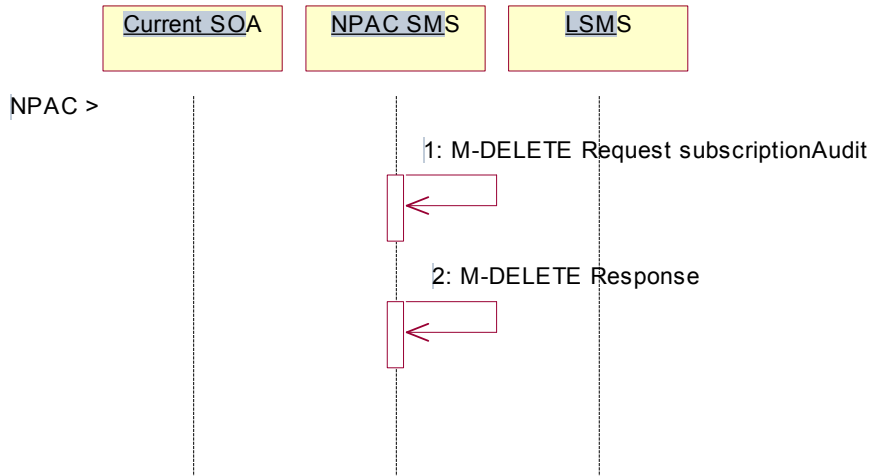 Current SOA
NPAC SMS
LSMS
NPAC >
1: M-DELETE Request subscriptionAudit
2: M-DELETE Response